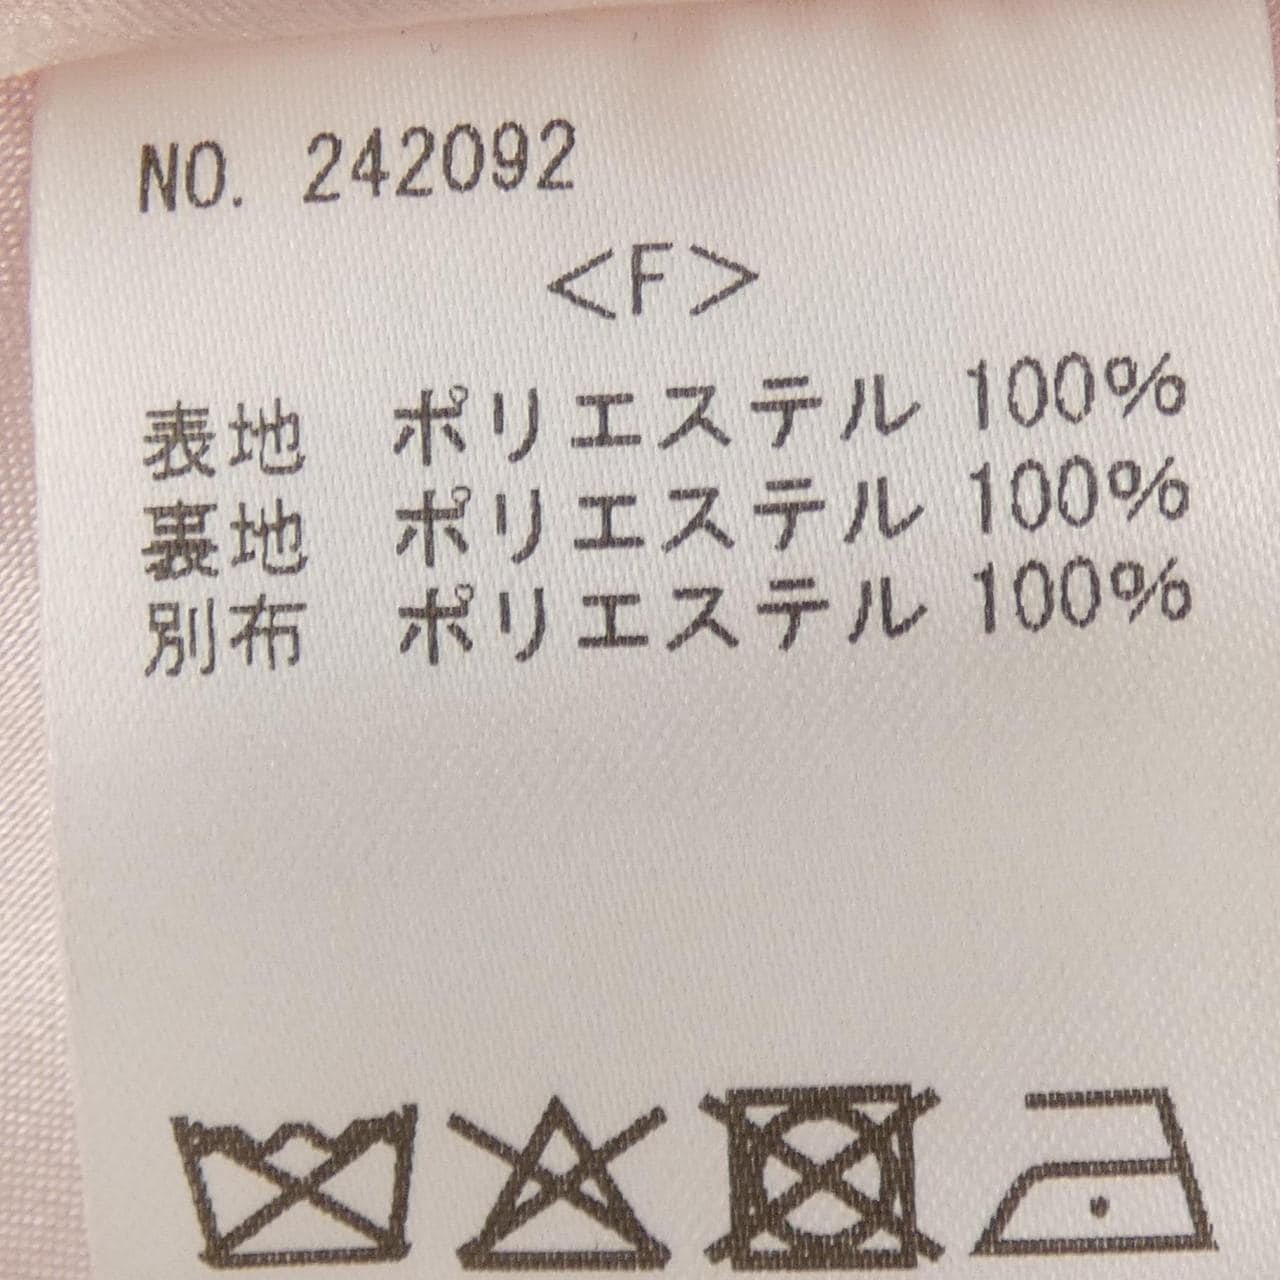 NO. 242092
<F>
表地 ポリエステル 100%
裏地 ポリエステル 100%
別布 ポリエステル 100%